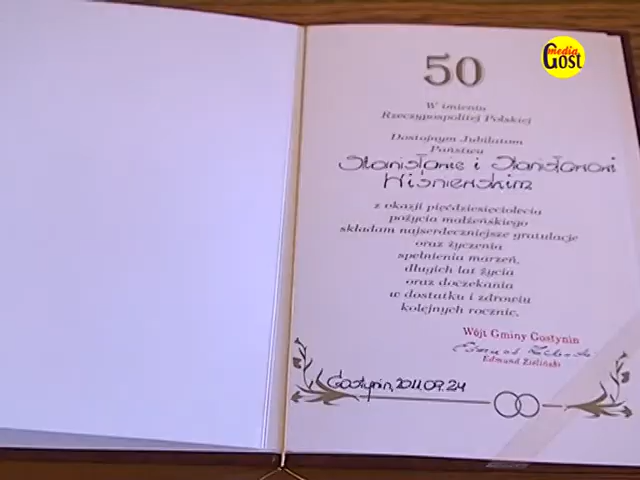 media
Gost
50
W imieniu
Rzeczypospolitej Polskiej
Dostojnym Jubilatom
Państwu
Stanisławie i Stanisławowi
Wiśniewskim
z okazji pięćdziesięciolecia
pożycia małżeńskiego
składam najserdeczniejsze gratulacje
oraz życzenia
spełnienia marzeń,
długich lat życia
oraz doczekania
w dostatku i zdrowiu
kolejnych rocznic.
Wójt Gminy Gostynin
Edmund Zieliński
Edmund Zieliński
Gostynin, 2011.09.24